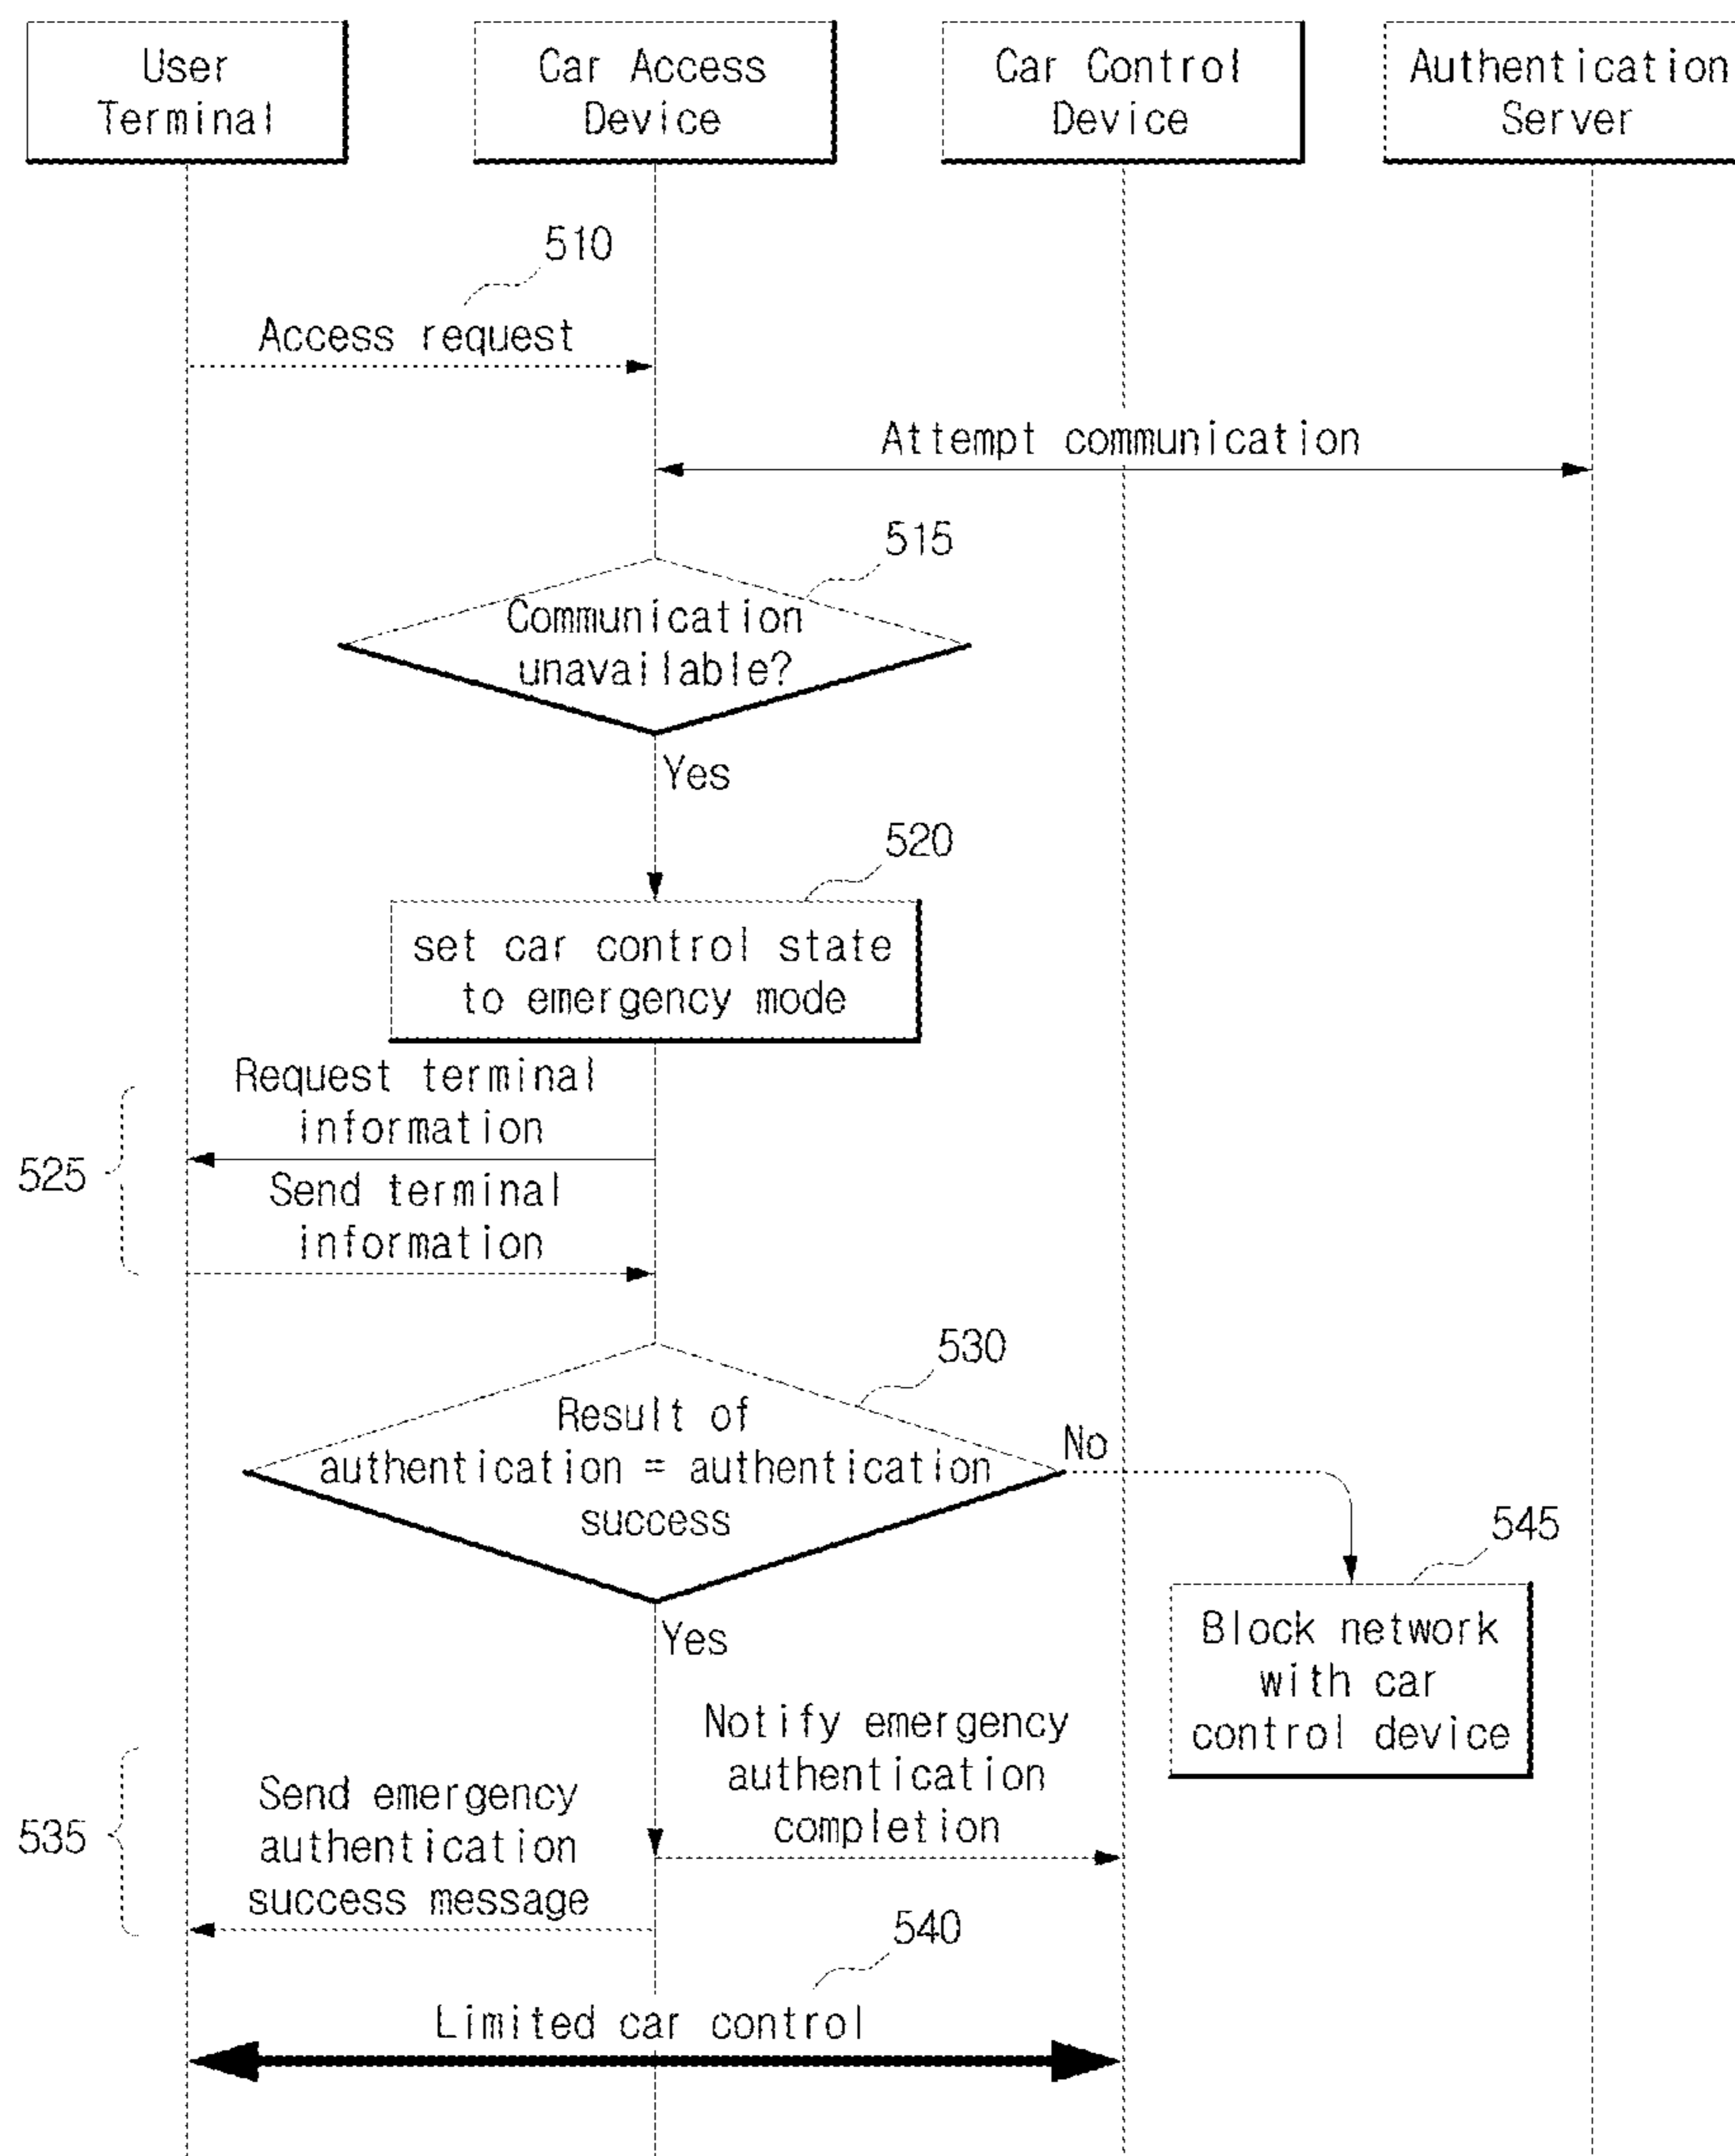 User
Terminal
Car Access
Device
Car Control
Device
Authentication
Server
510
Access request
Attempt communication
515
Communication
unavailable?
Yes
520
set car control state
to emergency mode
Request terminal
information
525
Send terminal
information
530
Result of
authentication = authentication
success
No
545
Yes
Block network
with car
control device
Notify emergency
authentication
completion
535
Send emergency
authentication
success message
540
Limited car control